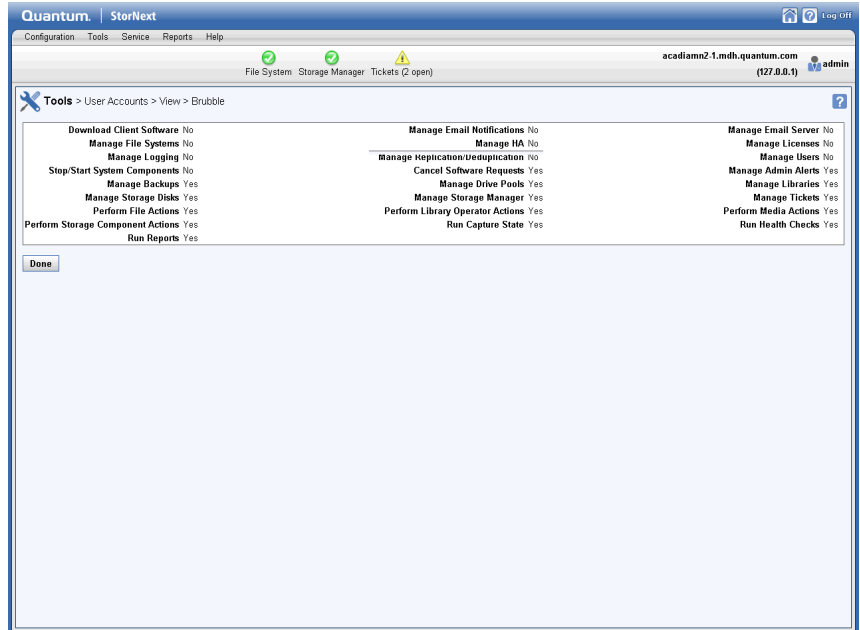 Quantum. | StorNext Log Off
Configuration Tools Service Reports Help
File System Storage Manager Tickets (2 open)
acadiamn2-1.mdh.quantum.com
(127.0.0.1)
admin
Tools > User Accounts > View > Brubble
Download Client Software No Manage Email Notifications No Manage Email Server No
Manage File Systems No Manage HA No Manage Licenses No
Manage Logging No Manage Replication/Deduplication No Manage Users No
Stop/Start System Components No Cancel Software Requests Yes Manage Admin Alerts Yes
Manage Backups Yes Manage Drive Pools Yes Manage Libraries Yes
Manage Storage Disks Yes Manage Storage Manager Yes Manage Tickets Yes
Perform File Actions Yes Perform Library Operator Actions Yes Perform Media Actions Yes
Perform Storage Component Actions Yes Run Capture State Yes Run Health Checks Yes
Run Reports Yes
Done